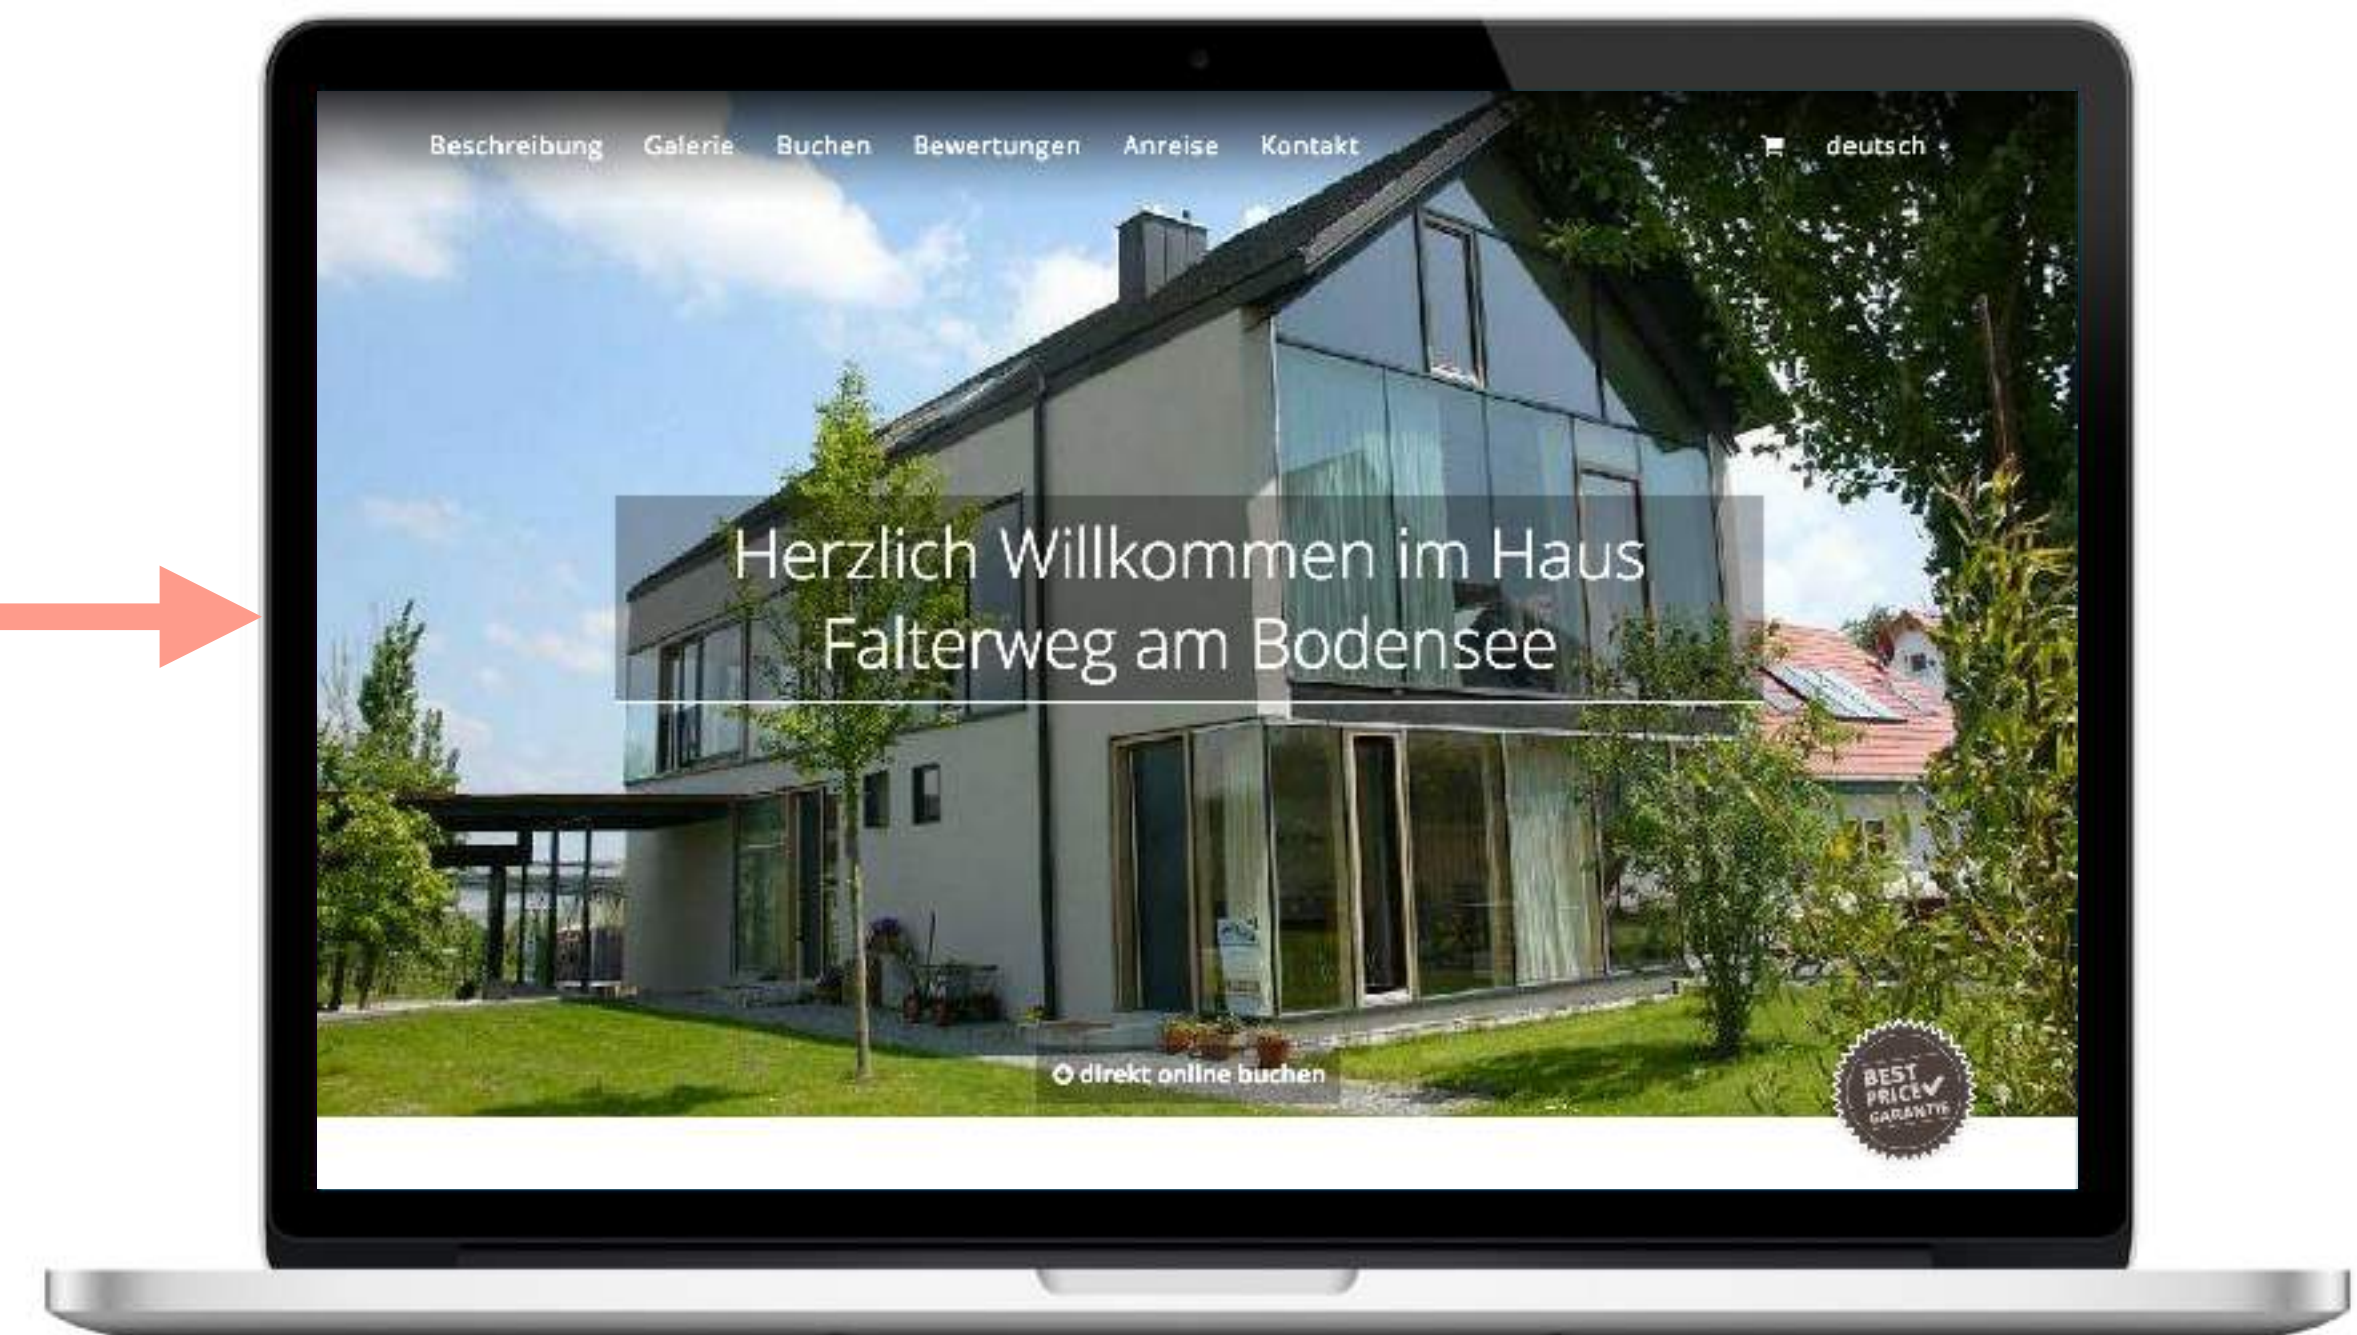 Beschreibung Galerie Buchen Bewertungen Anreise Kontakt deutsch
Herzlich Willkommen im Haus
Falterweg am Bodensee
direkt online buchen
BEST
PRICE
GARANTIE